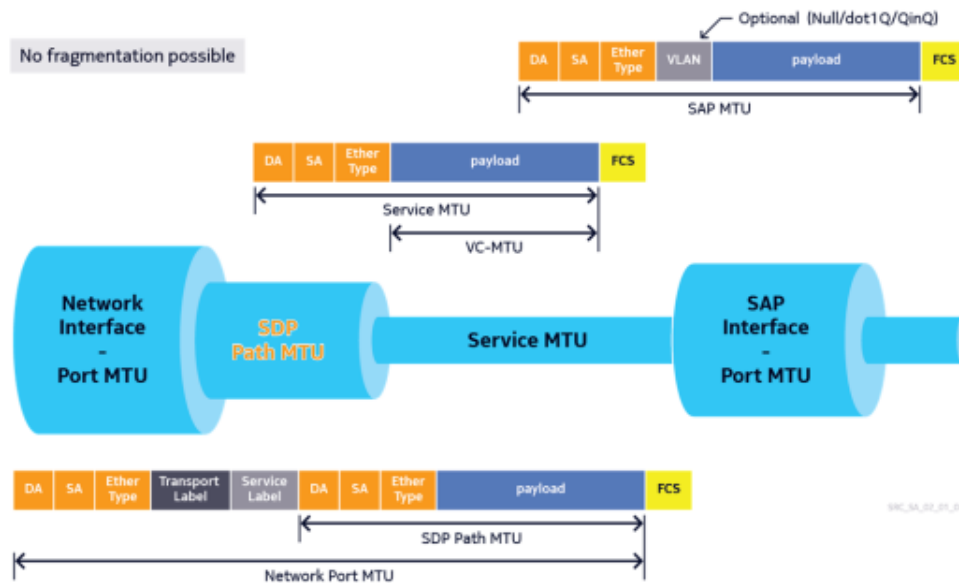 Optional (Null/dot1Q/QinQ)
No fragmentation possible
DA SA Ether Type VLAN payload FCS
SAP MTU
DA SA Ether Type payload FCS
Service MTU
VC-MTU
Network
Interface
-
Port MTU
SDP
Path MTU
Service MTU
SAP
Interface
-
Port MTU
DA SA Ether Type Transport Label Service Label DA SA Ether Type payload FCS
SDP Path MTU
Network Port MTU